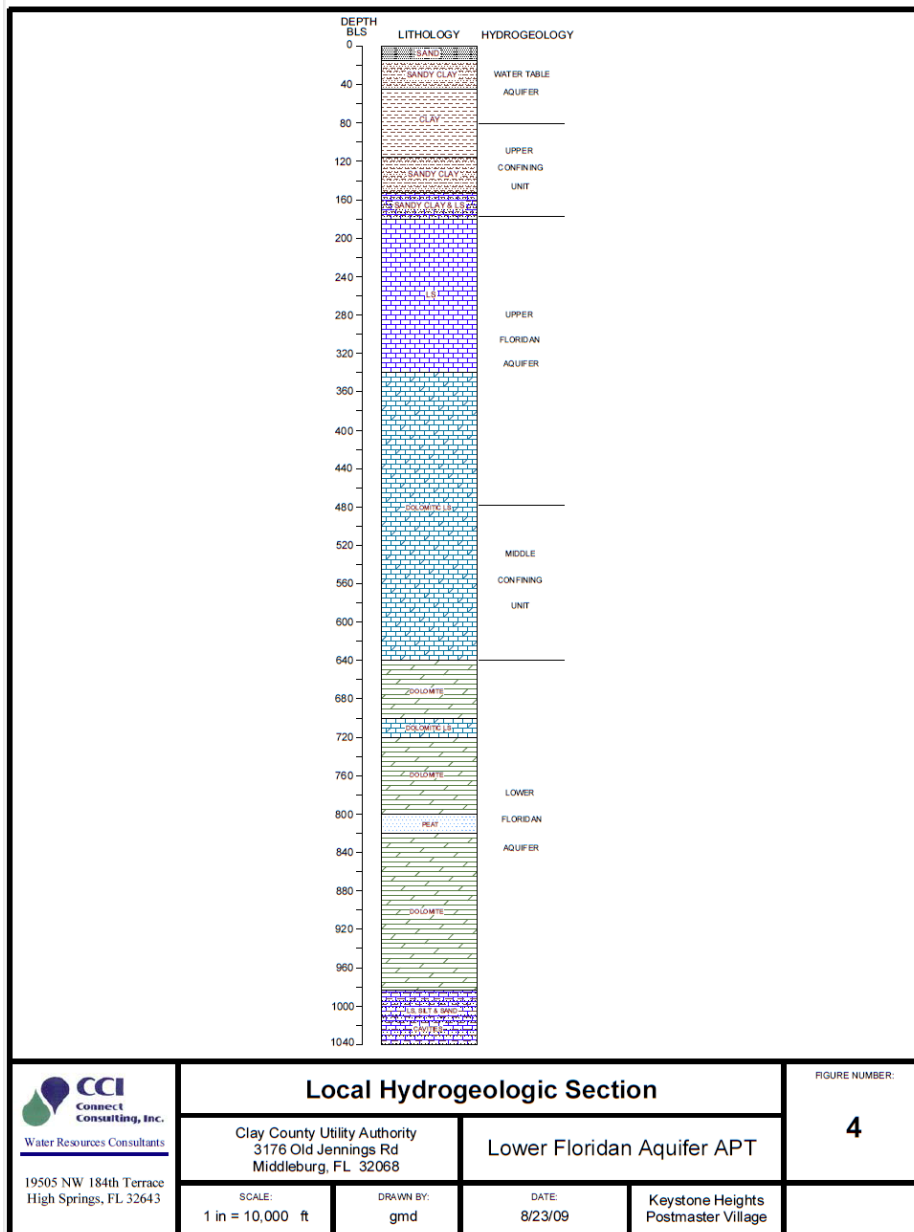 DEPTH
BLS
LITHOLOGY
HYDROGEOLOGY
0
40
80
120
160
200
240
280
320
360
400
440
480
520
560
600
640
680
720
760
800
840
880
920
960
1000
1040
SAND
SANDY CLAY
CLAY
SANDY CLAY
SANDY CLAY & LS
LS
DOLOMITIC LS
DOLOMITE
DOLOMITIC LS
DOLOMITE
PEAT
DOLOMITE
LS, SILT & SAND
CAVITIES
WATER TABLE
AQUIFER
UPPER
CONFINING
UNIT
UPPER
FLORIDAN
AQUIFER
MIDDLE
CONFINING
UNIT
LOWER
FLORIDAN
AQUIFER
CCI
Connect
Consulting, Inc.
Water Resources Consultants
19505 NW 184th Terrace
High Springs, FL 32643
Local Hydrogeologic Section
Clay County Utility Authority
3176 Old Jennings Rd
Middleburg, FL 32068
Lower Floridan Aquifer APT
SCALE:
1 in = 10,000 ft
DRAWN BY:
gmd
DATE:
8/23/09
Keystone Heights
Postmaster Village
FIGURE NUMBER:
4